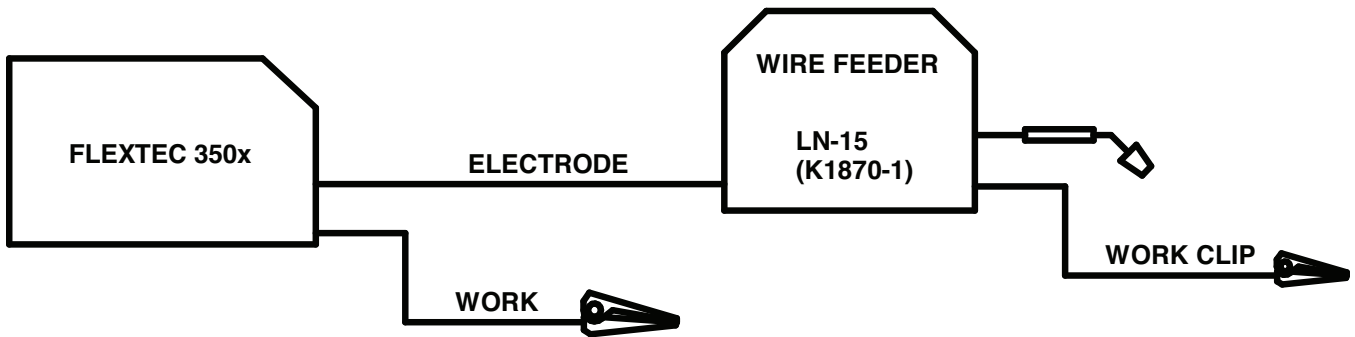 WIRE FEEDER
FLEXTEC 350x
LN-15
(K1870-1)
ELECTRODE
WORK CLIP
WORK